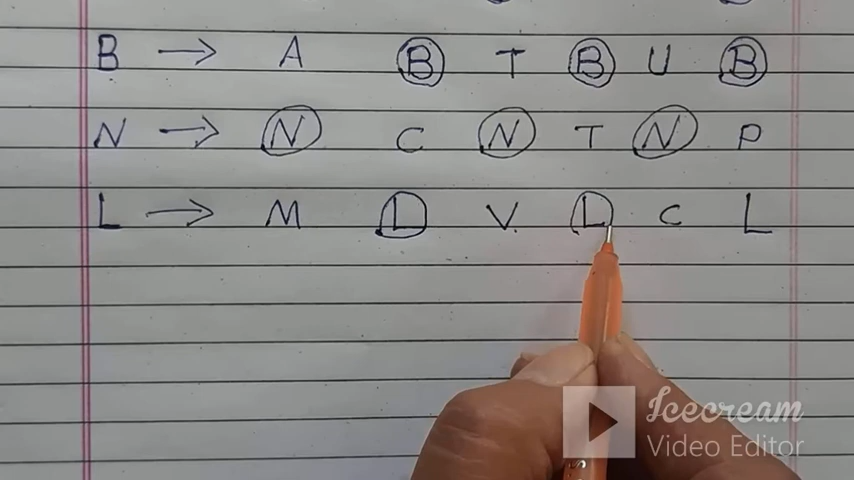 B → A B T B U B
N → N C N T N P
L → M L V. L C L
Icecream
Video Editor